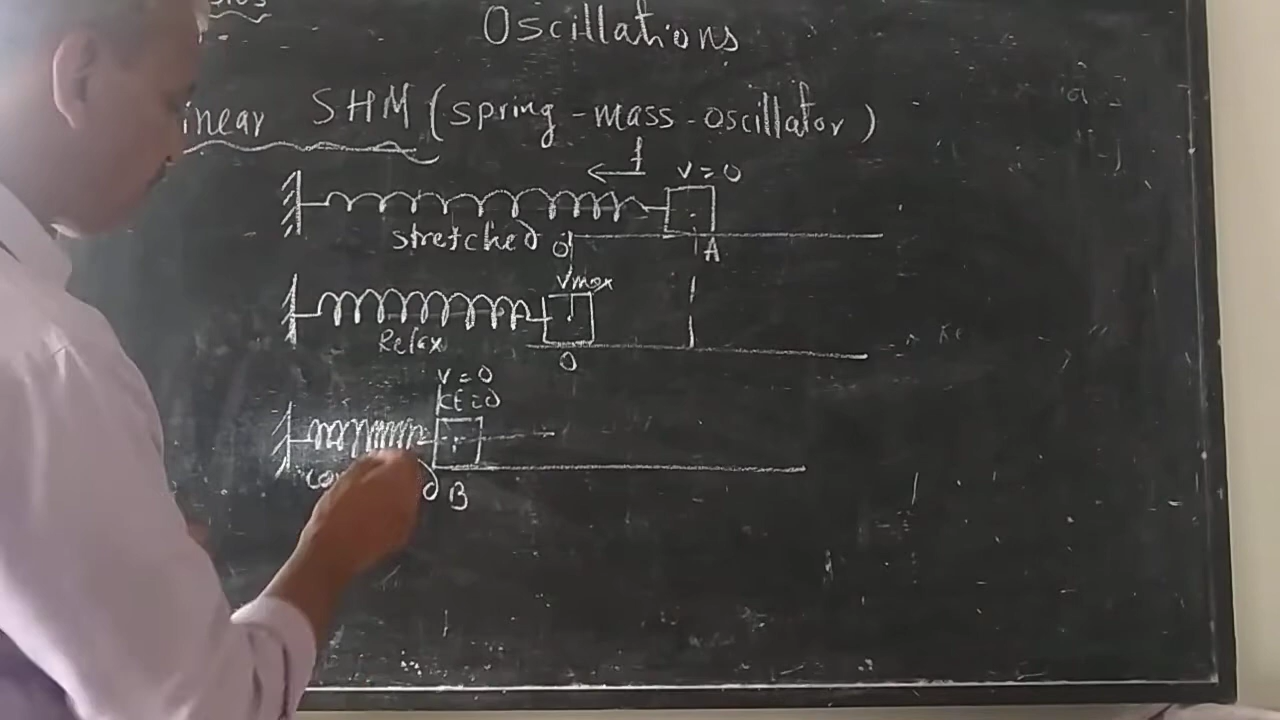 Oscillations
inear SHM (spring-mass-oscillator)
f
V=0
stretched O
A
Vmax
Relax
O
V=0
KE=0
B